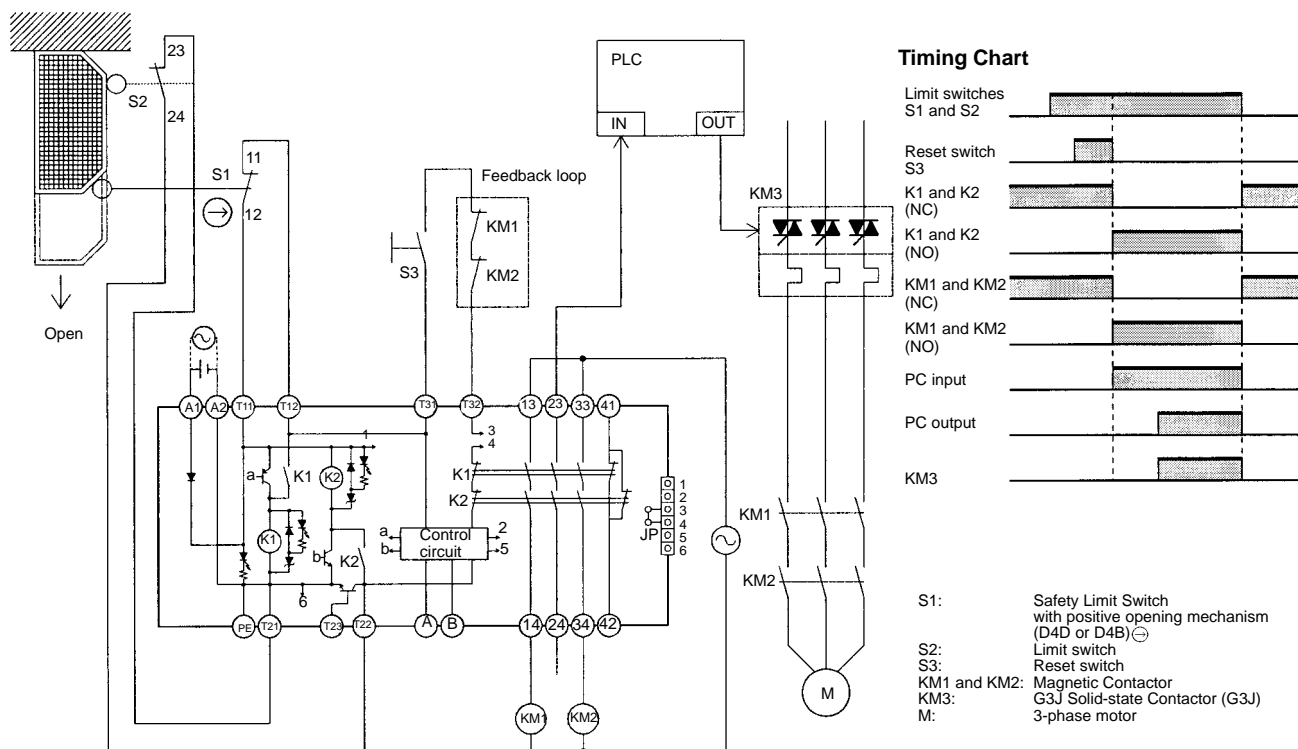 23
S2
24
Open
11
S1
12
S3
Feedback loop
KM1
KM2
PLC
IN
OUT
KM3
A1
A2
T11
T12
T31
T32
13
23
33
41
1
3
4
a
K1
K2
K1
K2
K1
b
K2
6
a
b
Control
circuit
2
5
JP
1
2
3
4
5
6
PE
T21
T23
T22
A
B
14
24
34
42
KM1
KM2
KM1
KM2
M
Timing Chart
Limit switches
S1 and S2
Reset switch
S3
K1 and K2
(NC)
K1 and K2
(NO)
KM1 and KM2
(NC)
KM1 and KM2
(NO)
PC input
PC output
KM3
S1: Safety Limit Switch
with positive opening mechanism
(D4D or D4B)
S2: Limit switch
S3: Reset switch
KM1 and KM2: Magnetic Contactor
KM3: G3J Solid-state Contactor (G3J)
M: 3-phase motor